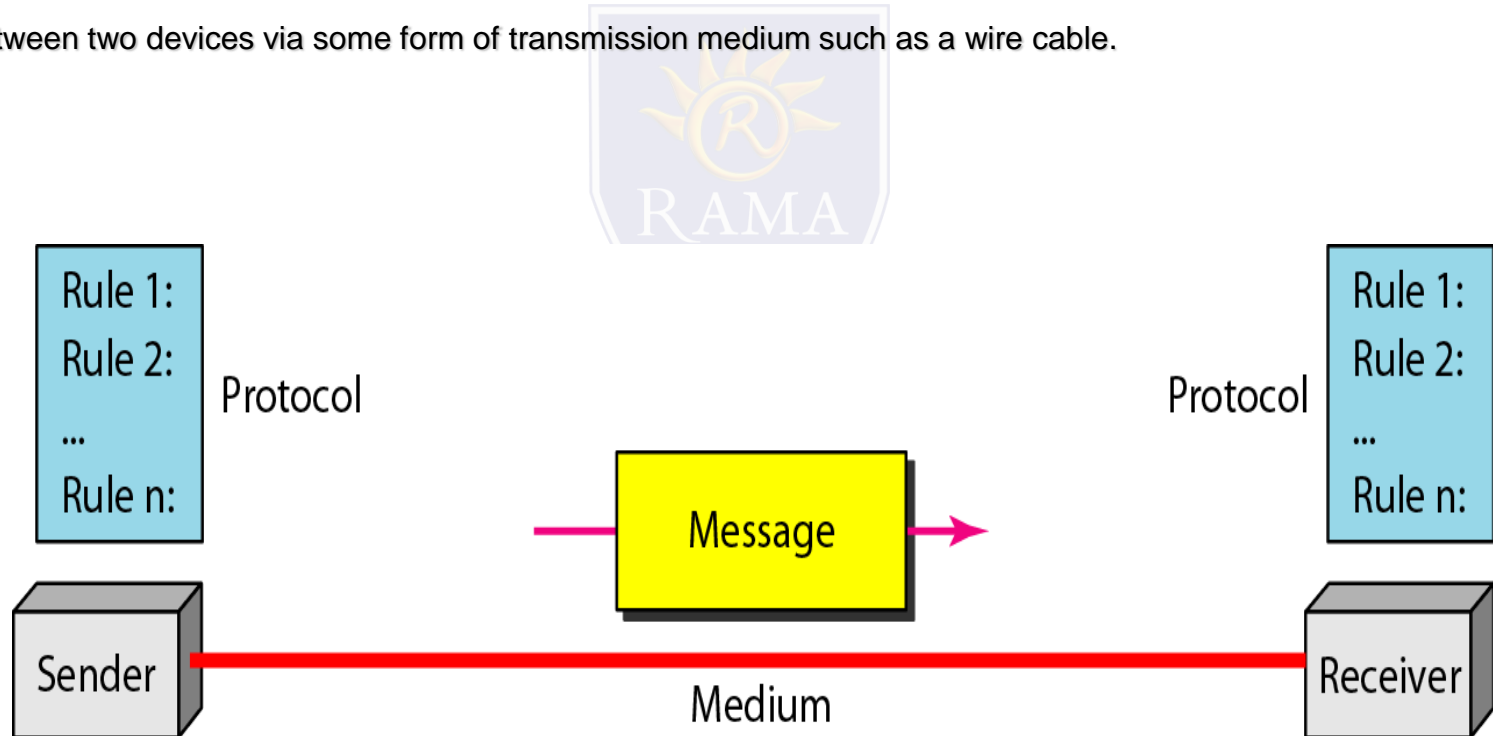 tween two devices via some form of transmission medium such as a wire cable.
R
RAMA
Rule 1:
Rule 2:
...
Rule n:
Protocol
Protocol
Rule 1:
Rule 2:
...
Rule n:
Message
Sender
Medium
Receiver